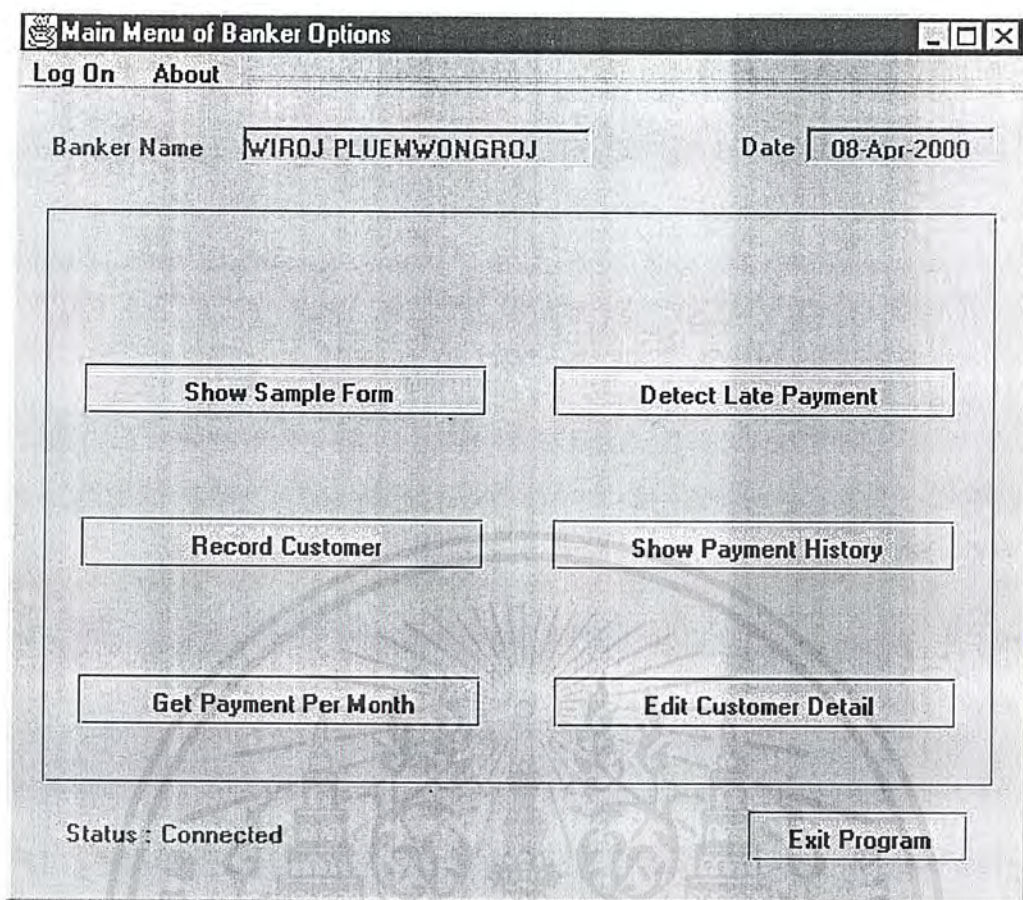 Main Menu of Banker Options
Log On About
Banker Name WIROJ PLUEMWONGROJ Date 08-Apr-2000
Show Sample Form Detect Late Payment
Record Customer Show Payment History
Get Payment Per Month Edit Customer Detail
Status : Connected Exit Program